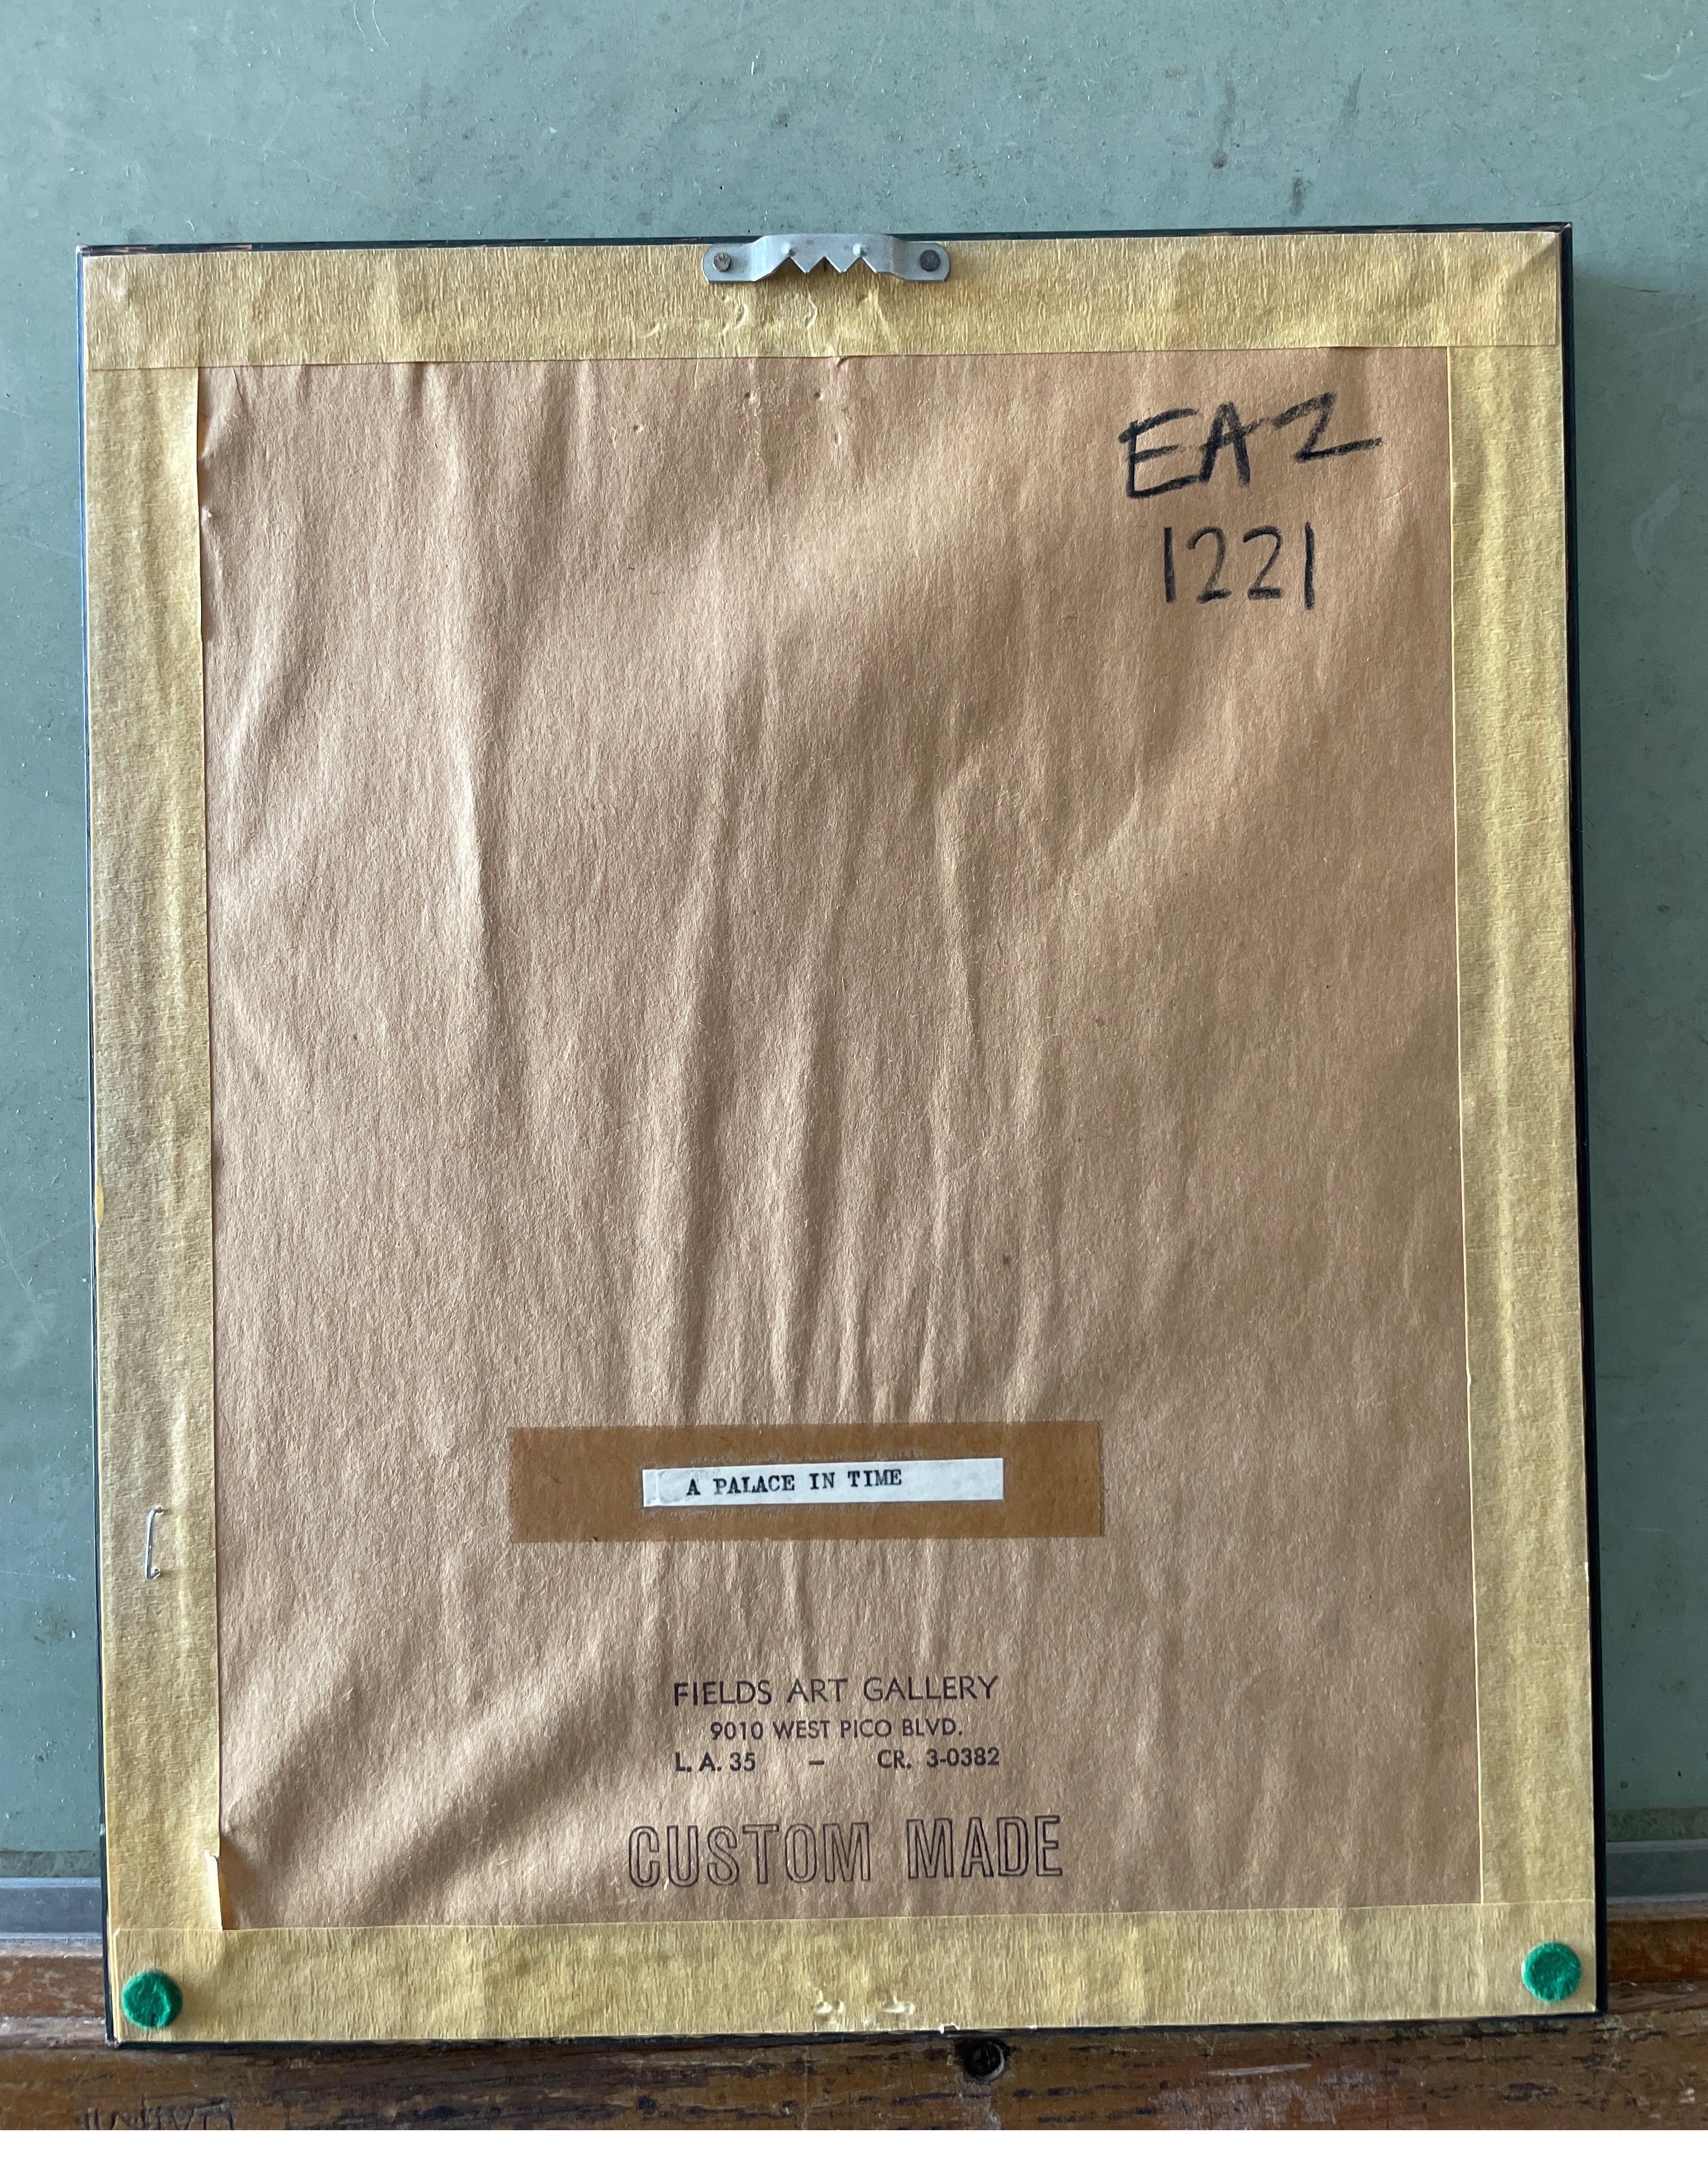 EAZ
1221
A PALACE IN TIME
FIELDS ART GALLERY
9010 WEST PICO BLVD.
L. A. 35 – CR. 3-0382
CUSTOM MADE